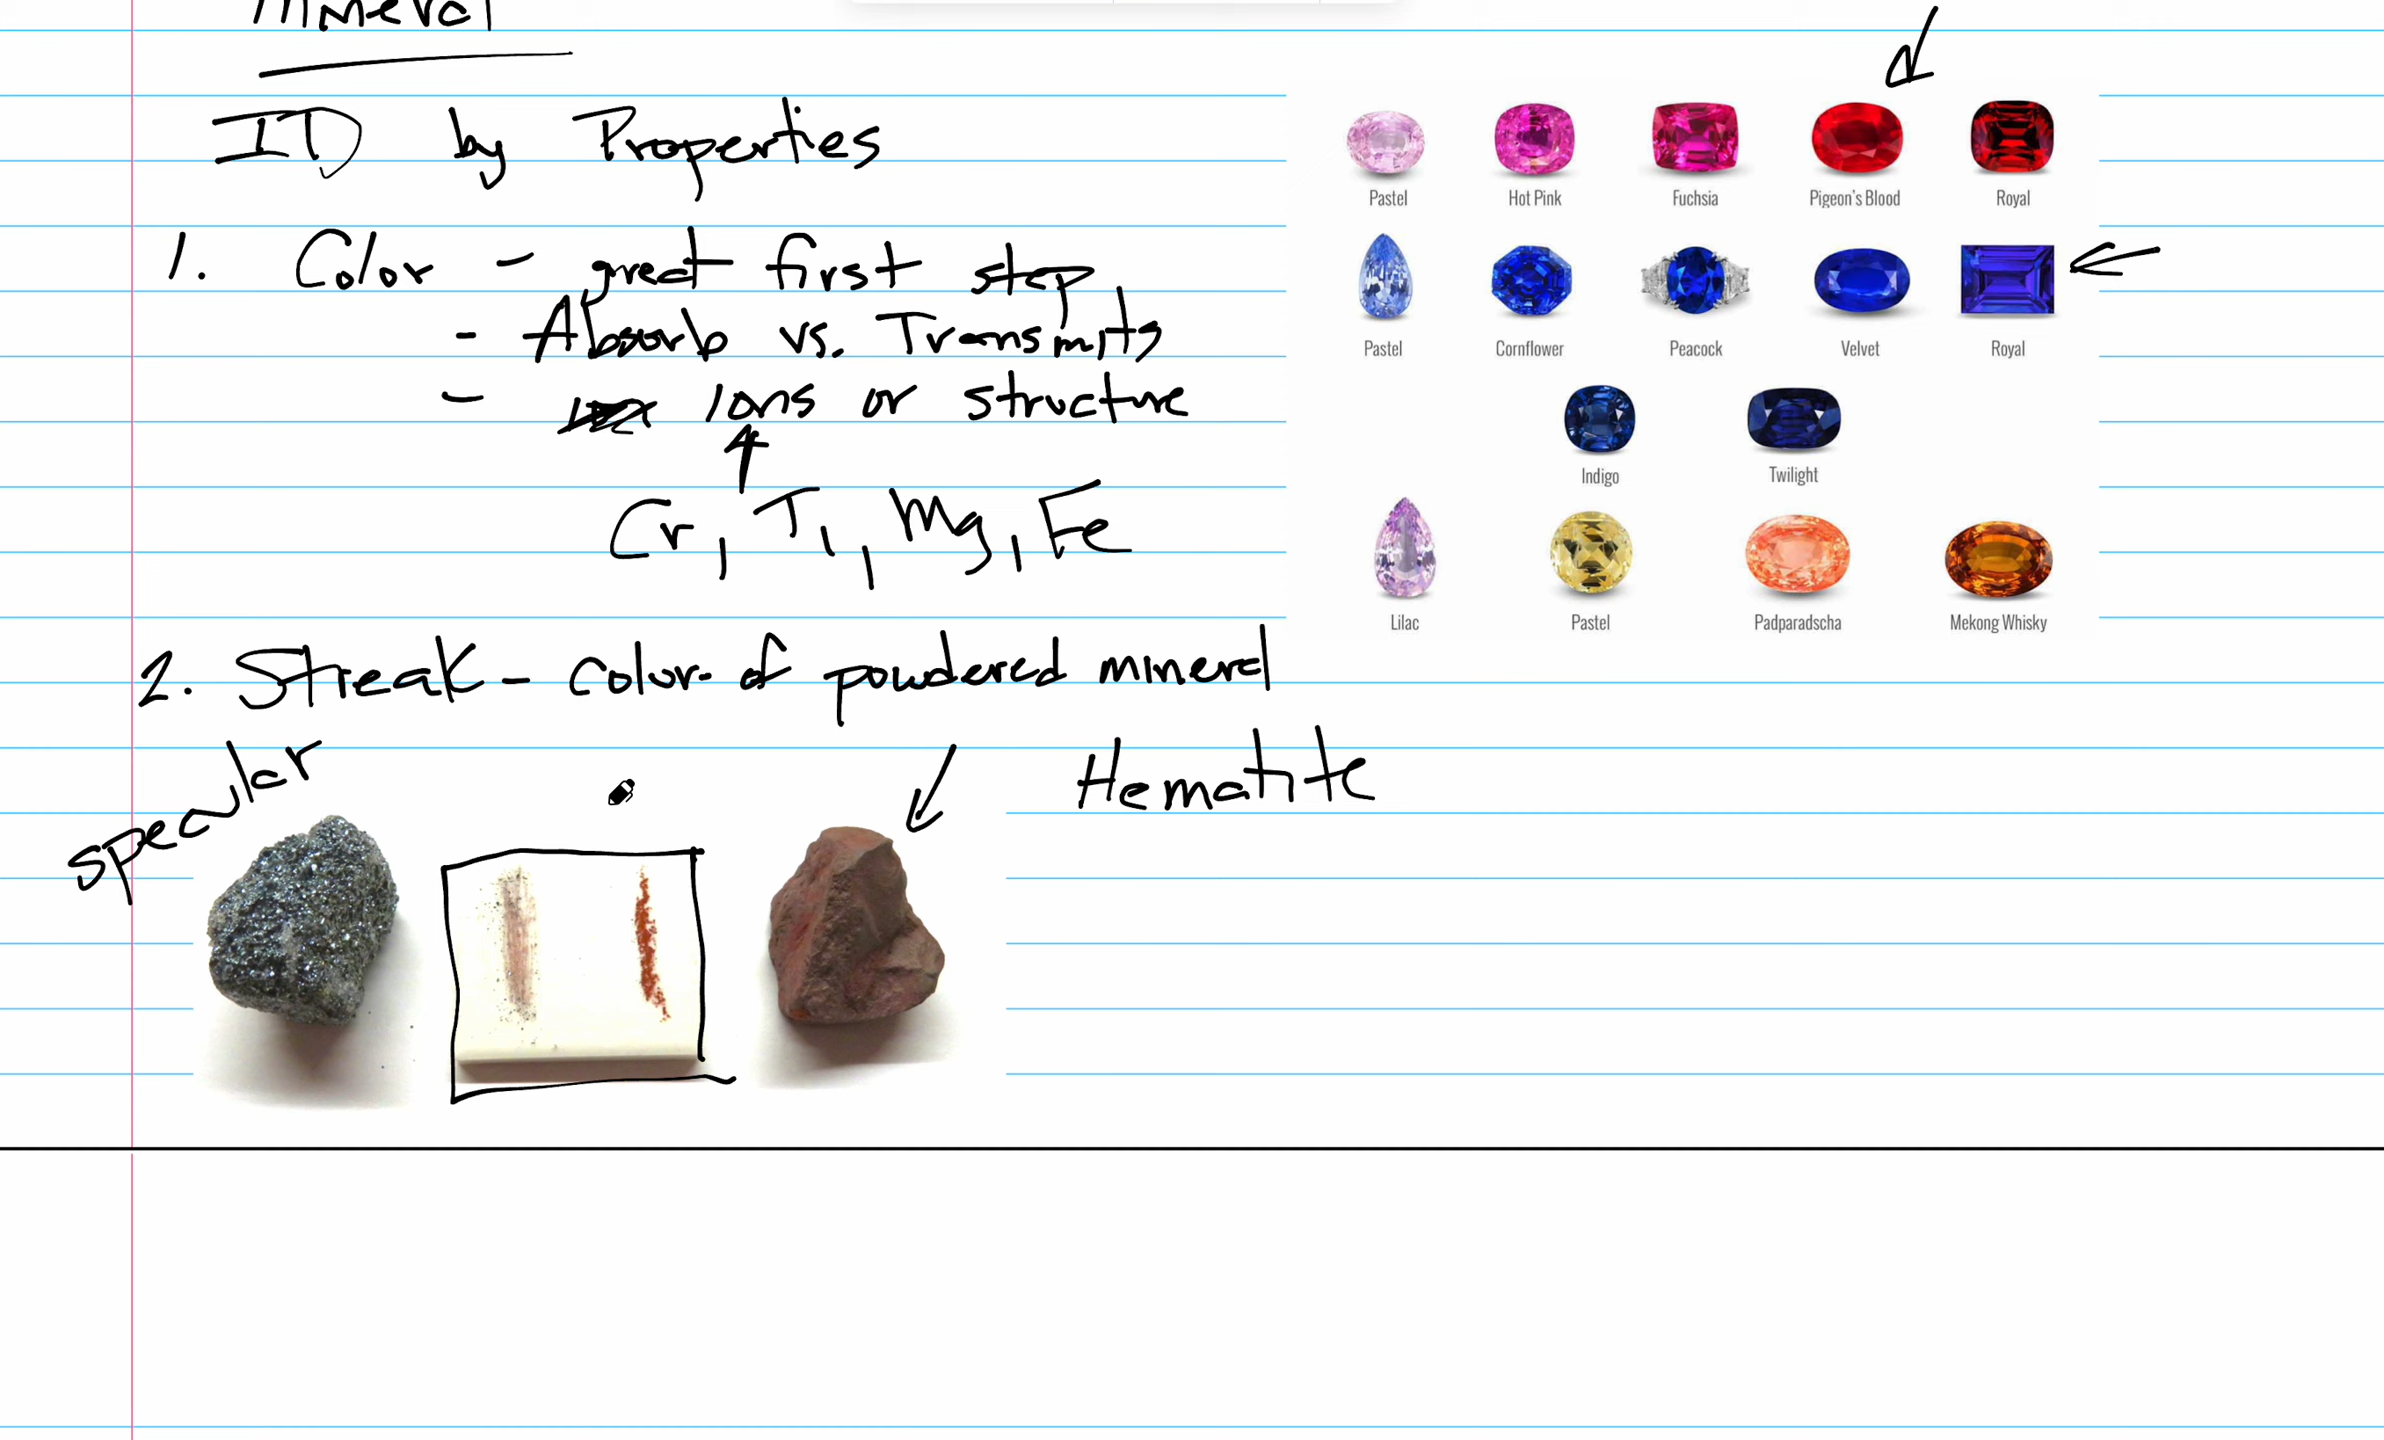 Mineral
ID by Properties
1. Color - great first step
- Absorb vs. Transmits
- Ions or structure
Cr, Ti, Mg, Fe
Pastel Hot Pink Fuchsia Pigeon's Blood Royal
Pastel Cornflower Peacock Velvet Royal
Indigo Twilight
Lilac Pastel Padparadscha Mekong Whisky
2. Streak - color of powdered mineral
specular
Hematite